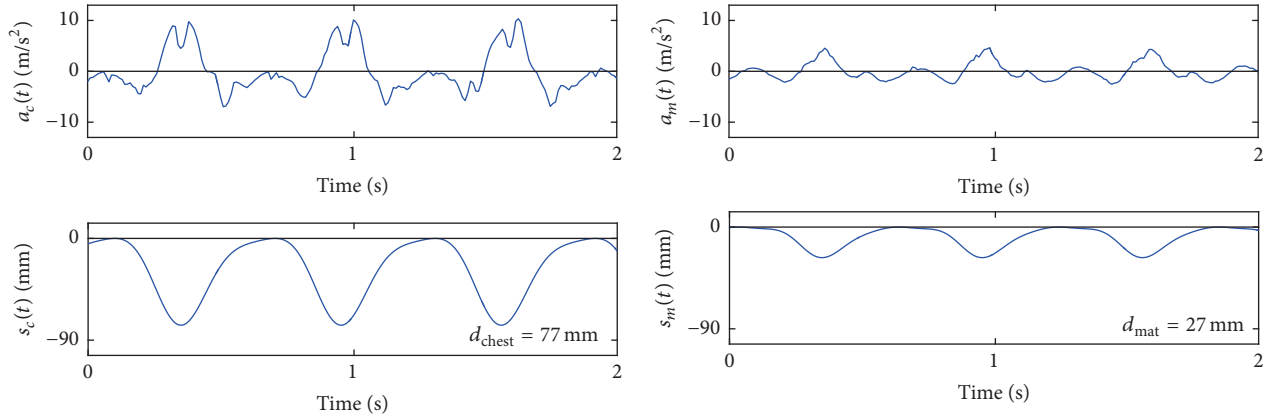 10
0
−10
a_c(t) (m/s²)
0
1
2
Time (s)
10
0
−10
a_m(t) (m/s²)
0
1
2
Time (s)
0
−90
s_c(t) (mm)
d_chest = 77 mm
0
1
2
Time (s)
0
−90
s_m(t) (mm)
d_mat = 27 mm
0
1
2
Time (s)